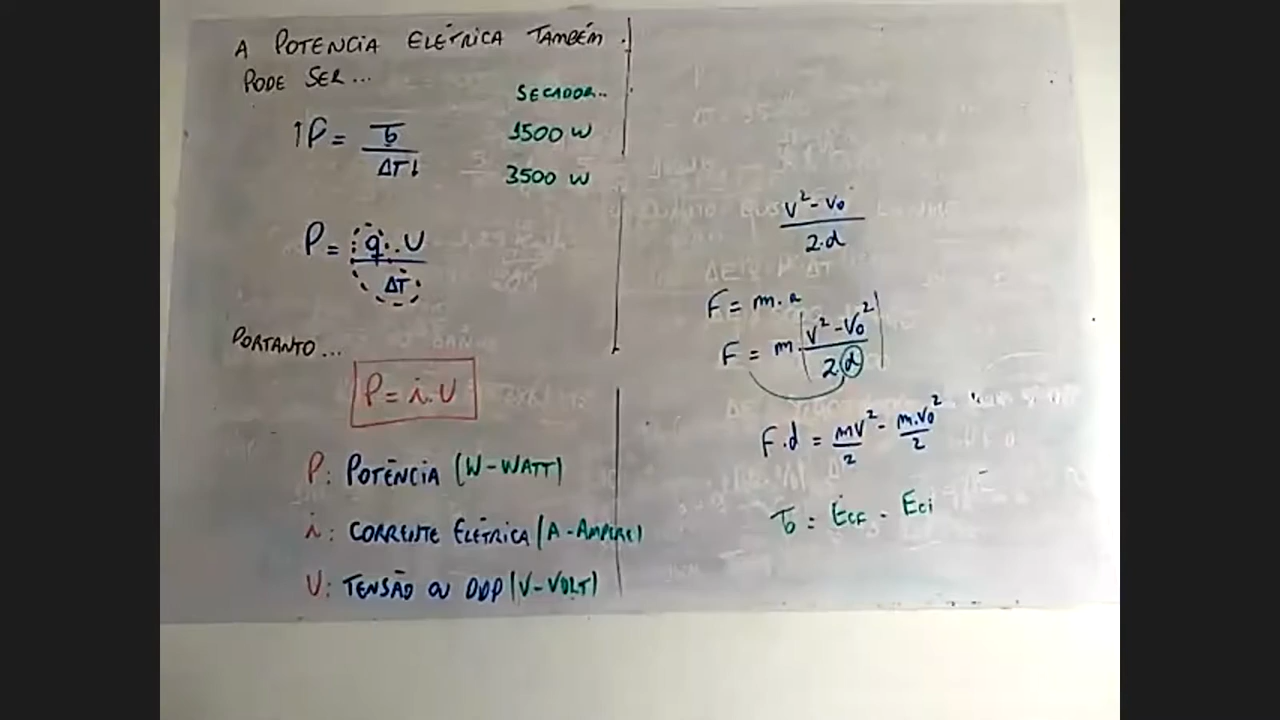 A POTENCIA ELÉTRICA TAMBÉM
PODE SER...
SECADOR..
↑P = τ / ΔT↓
1500 W
3500 W
P = q . U / ΔT
PORTANTO...
P = i.U
P: POTÊNCIA (W-WATT)
i: CORRENTE ELÉTRICA (A-AMPERE)
U: TENSÃO OU DDP (V-VOLT)
V² - V₀ / 2.d
F = m.a
F = m.|V² - V₀² / 2.d|
F.d = mV² / 2 - m.V₀² / 2
τ = ECF - ECi